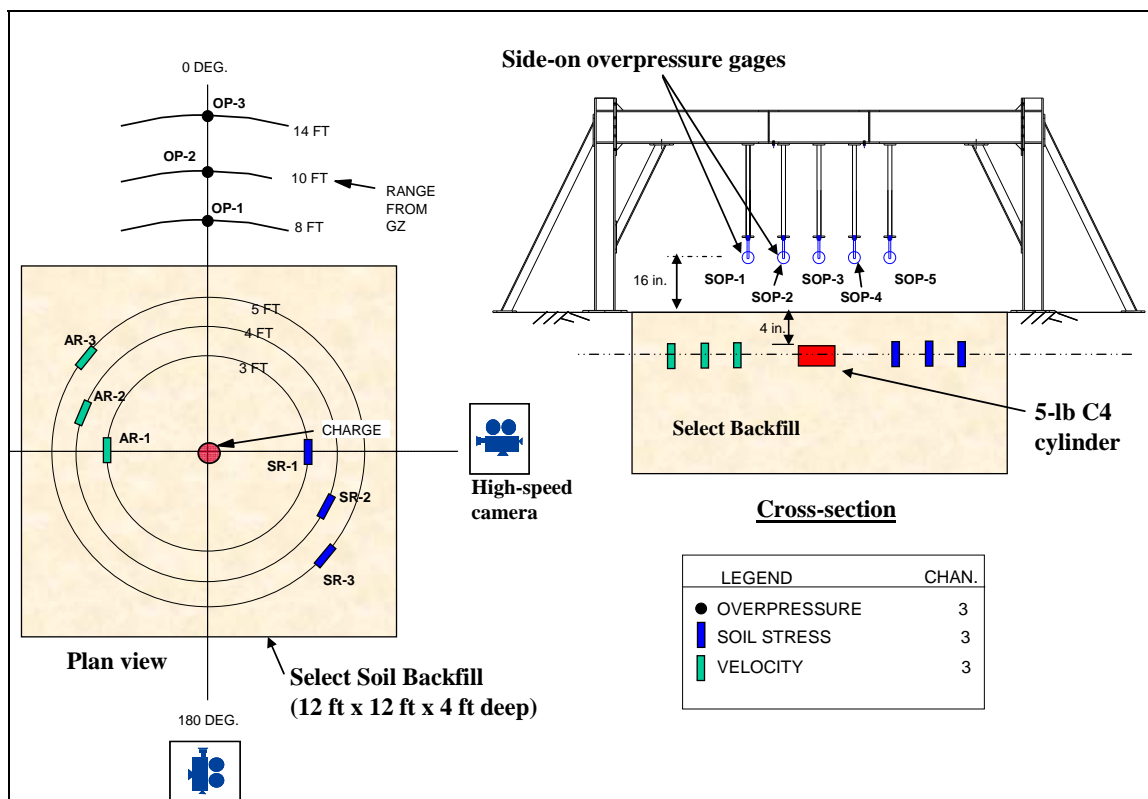 0 DEG.
OP-3
14 FT
OP-2
10 FT
RANGE
FROM
GZ
OP-1
8 FT
5 FT
4 FT
3 FT
AR-3
AR-2
AR-1
CHARGE
SR-1
SR-2
SR-3
High-speed
camera
Plan view
Select Soil Backfill
(12 ft x 12 ft x 4 ft deep)
180 DEG.
Side-on overpressure gages
16 in.
SOP-1
SOP-2
SOP-3
SOP-4
SOP-5
4 in.
Select Backfill
5-lb C4
cylinder
Cross-section
LEGEND CHAN.
OVERPRESSURE 3
SOIL STRESS 3
VELOCITY 3